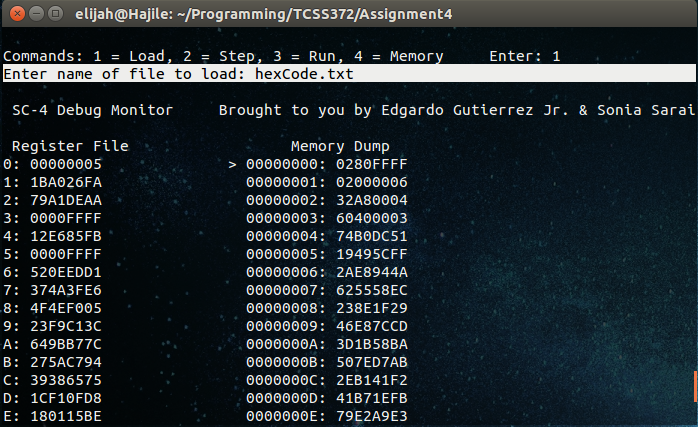 elijah@Hajile: ~/Programming/TCSS372/Assignment4
Commands: 1 = Load, 2 = Step, 3 = Run, 4 = Memory Enter: 1
Enter name of file to load: hexCode.txt
SC-4 Debug Monitor Brought to you by Edgardo Gutierrez Jr. & Sonia Sarai
Register File Memory Dump
0: 00000005 > 00000000: 0280FFFF
1: 1BA026FA 00000001: 02000006
2: 79A1DEAA 00000002: 32A80004
3: 0000FFFF 00000003: 60400003
4: 12E685FB 00000004: 74B0DC51
5: 0000FFFF 00000005: 19495CFF
6: 520EEDD1 00000006: 2AE8944A
7: 374A3FE6 00000007: 625558EC
8: 4F4EF005 00000008: 238E1F29
9: 23F9C13C 00000009: 46E87CCD
A: 649BB77C 0000000A: 3D1B58BA
B: 275AC794 0000000B: 507ED7AB
C: 39386575 0000000C: 2EB141F2
D: 1CF10FD8 0000000D: 41B71EFB
E: 180115BE 0000000E: 79E2A9E3